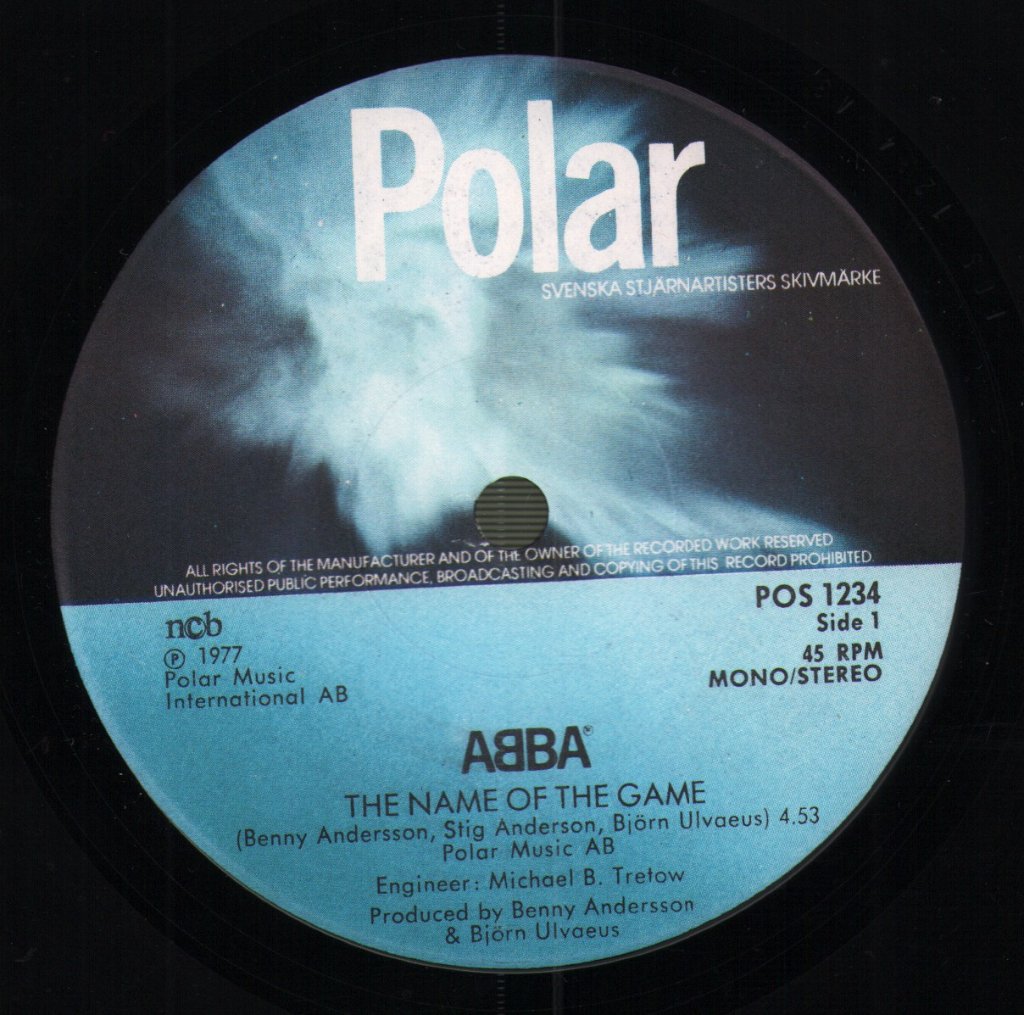 Polar
SVENSKA STJÄRNARTISTERS SKIVMÄRKE
ALL RIGHTS OF THE MANUFACTURER AND OF THE OWNER OF THE RECORDED WORK RESERVED
UNAUTHORISED PUBLIC PERFORMANCE, BROADCASTING AND COPYING OF THIS RECORD PROHIBITED
ncb
℗ 1977
Polar Music
International AB
POS 1234
Side 1
45 RPM
MONO/STEREO
AᗺBA®
THE NAME OF THE GAME
(Benny Andersson, Stig Anderson, Björn Ulvaeus) 4.53
Polar Music AB
Engineer: Michael B. Tretow
Produced by Benny Andersson
& Björn Ulvaeus